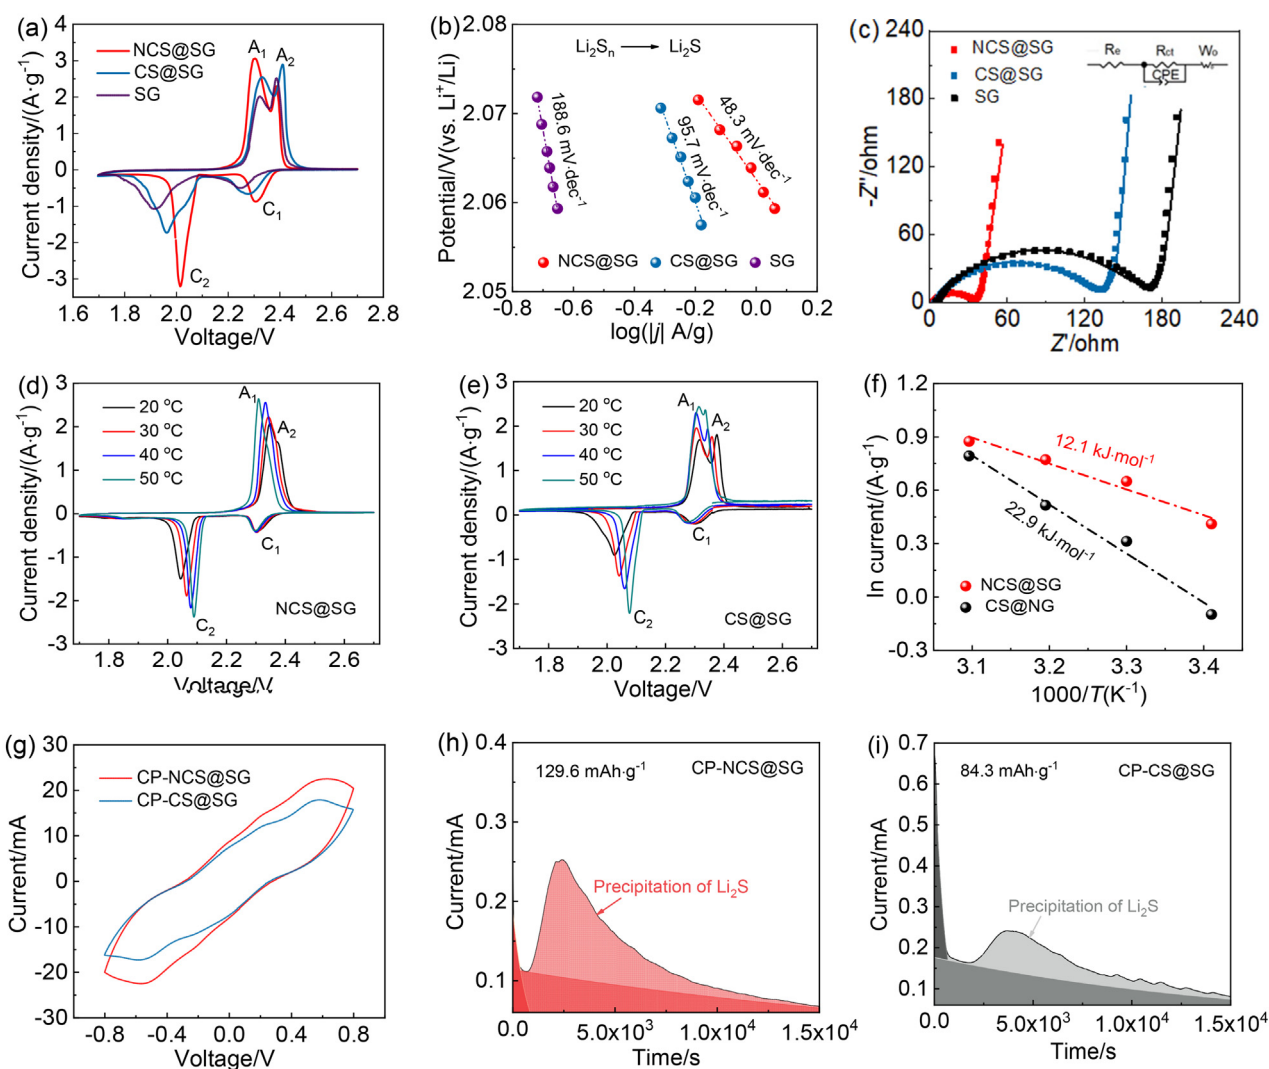 (a)
4
3
2
1
0
-1
-2
-3
1.6 1.8 2.0 2.2 2.4 2.6 2.8
Current density/(A·g⁻¹)
Voltage/V
NCS@SG
CS@SG
SG
A₁
A₂
C₁
C₂
(b)
2.08
2.07
2.06
2.05
-0.8 -0.6 -0.4 -0.2 0.0 0.2
Potential/V(vs. Li⁺/Li)
log(|j| A/g)
Li₂Sₙ → Li₂S
188.6 mV·dec⁻¹
95.7 mV·dec⁻¹
48.3 mV·dec⁻¹
NCS@SG CS@SG SG
(c)
240
180
120
60
0
0 60 120 180 240
-Z"/ohm
Z'/ohm
NCS@SG
CS@SG
SG
Rₑ Rct Wₒ
CPE
(d)
3
2
1
0
-1
-2
-3
1.8 2.0 2.2 2.4 2.6
Current density/(A·g⁻¹)
Voltage/V
20 °C
30 °C
40 °C
50 °C
A₁
A₂
C₁
C₂
NCS@SG
(e)
3
2
1
0
-1
-2
-3
1.8 2.0 2.2 2.4 2.6
Current density/(A·g⁻¹)
Voltage/V
20 °C
30 °C
40 °C
50 °C
A₁
A₂
C₁
C₂
CS@SG
(f)
1.2
0.9
0.6
0.3
0.0
-0.3
3.1 3.2 3.3 3.4
ln current/(A·g⁻¹)
1000/T(K⁻¹)
12.1 kJ·mol⁻¹
22.9 kJ·mol⁻¹
NCS@SG
CS@NG
(g)
30
20
10
0
-10
-20
-30
-0.8 -0.4 0.0 0.4 0.8
Current/mA
Voltage/V
CP-NCS@SG
CP-CS@SG
(h)
0.4
0.3
0.2
0.1
0.0 5.0×10³ 1.0×10⁴ 1.5×10⁴
Current/mA
Time/s
129.6 mAh·g⁻¹ CP-NCS@SG
Precipitation of Li₂S
(i)
0.7
0.6
0.5
0.4
0.3
0.2
0.1
0.0 5.0×10³ 1.0×10⁴ 1.5×10⁴
Current/mA
Time/s
84.3 mAh·g⁻¹ CP-CS@SG
Precipitation of Li₂S